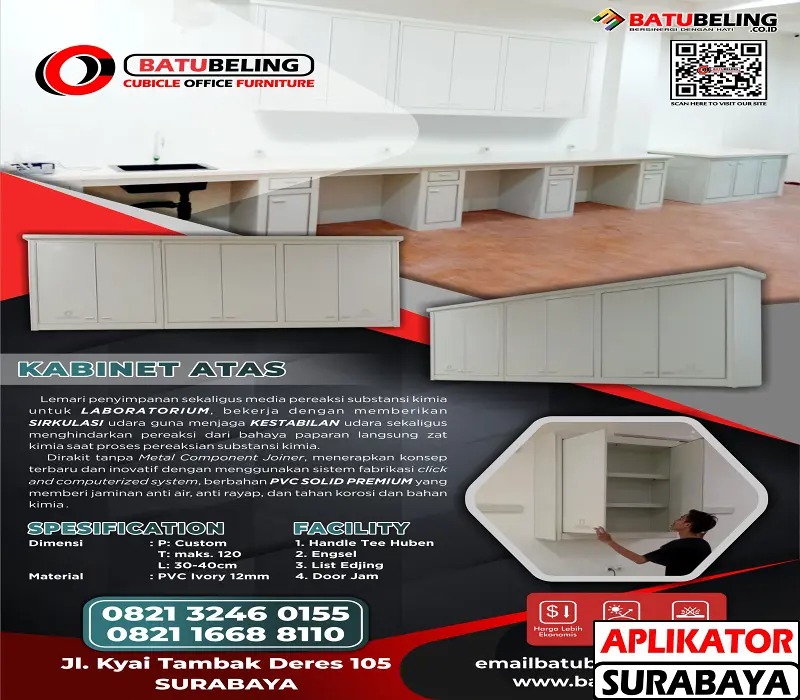 BATUBELING
.CO.ID
BERSINERGI DENGAN HATI
BATUBELING
CUBICLE OFFICE FURNITURE
SCAN HERE TO VISIT OUR SITE
KABINET ATAS
Lemari penyimpanan sekaligus media pereaksi substansi kimia
untuk LABORATORIUM, bekerja dengan memberikan
SIRKULASI udara guna menjaga KESTABILAN udara sekaligus
menghindarkan pereaksi dari bahaya paparan langsung zat
kimia saat proses pereaksian substansi kimia.
Dirakit tanpa Metal Component Joiner, menerapkan konsep
terbaru dan inovatif dengan menggunakan sistem fabrikasi click
and computerized system, berbahan PVC SOLID PREMIUM yang
memberi jaminan anti air, anti rayap, dan tahan korosi dan bahan
kimia.
SPESIFICATION
Dimensi : P: Custom
T: maks. 120
L: 30-40cm
Material : PVC Ivory 12mm
FACILITY
1. Handle Tee Huben
2. Engsel
3. List Edjing
4. Door Jam
0821 3246 0155
0821 1668 8110
Harga Lebih
Ekonomis
Jl. Kyai Tambak Deres 105
SURABAYA
emailbatub
www.ba
APLIKATOR
SURABAYA